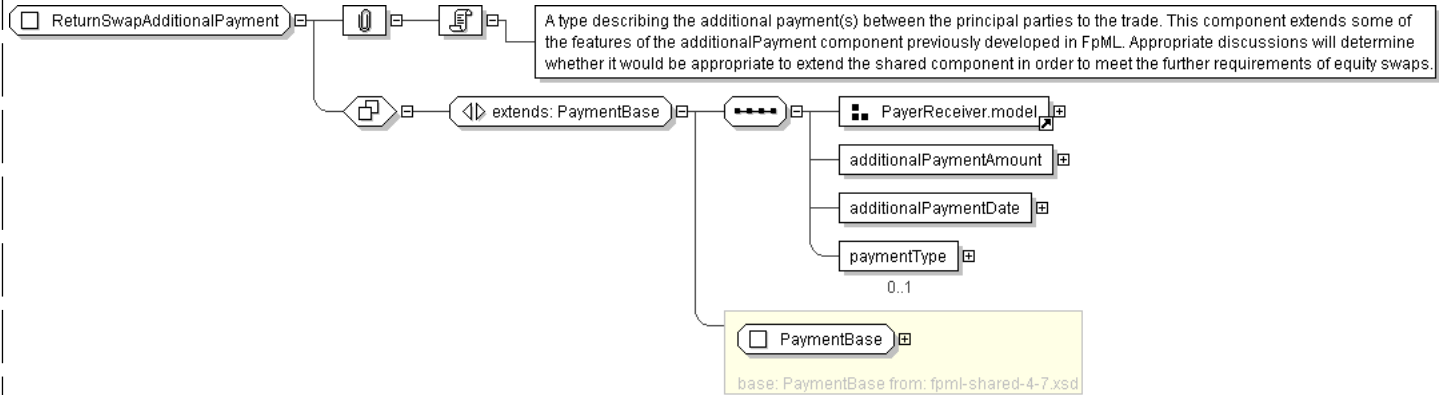 ReturnSwapAdditionalPayment
A type describing the additional payment(s) between the principal parties to the trade. This component extends some of
the features of the additionalPayment component previously developed in FpML. Appropriate discussions will determine
whether it would be appropriate to extend the shared component in order to meet the further requirements of equity swaps.
extends: PaymentBase
PayerReceiver.model
additionalPaymentAmount
additionalPaymentDate
paymentType
0..1
PaymentBase
base: PaymentBase from: fpml-shared-4-7.xsd